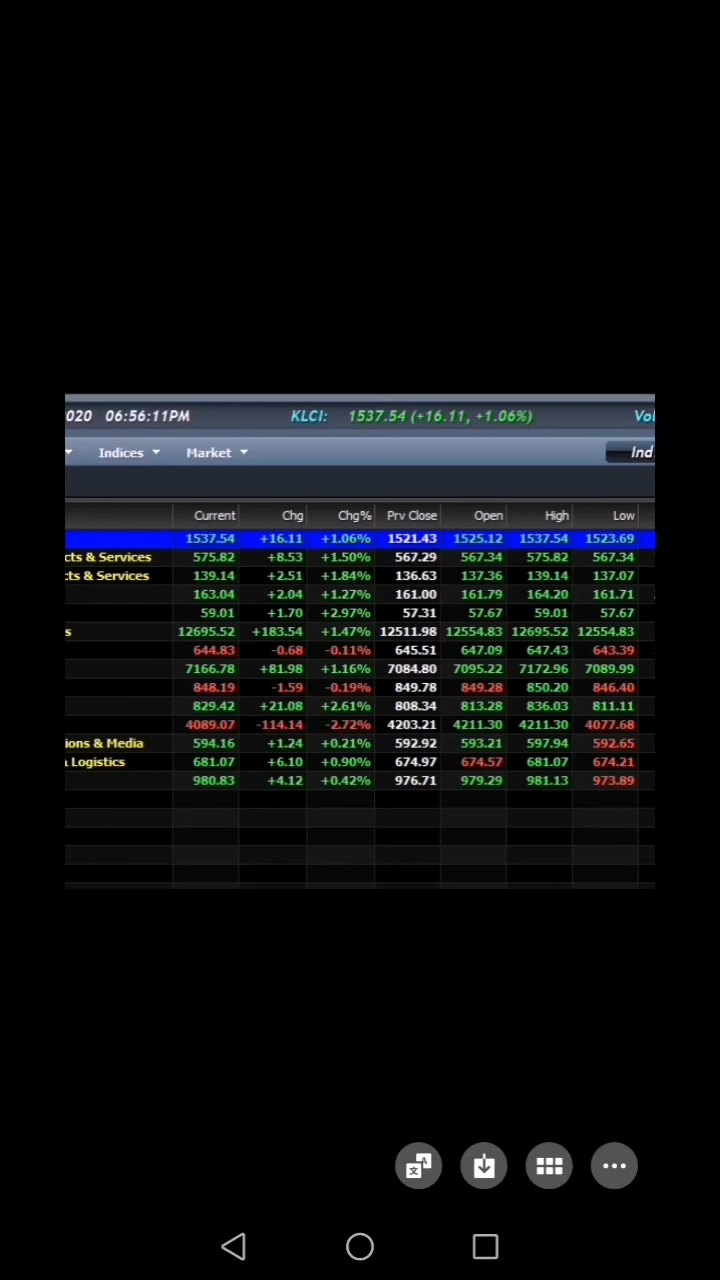 020 06:56:11PM KLCI: 1537.54 (+16.11, +1.06%) Vol
Indices Market Ind
Current Chg Chg% Prv Close Open High Low
1537.54 +16.11 +1.06% 1521.43 1525.12 1537.54 1523.69
cts & Services 575.82 +8.53 +1.50% 567.29 567.34 575.82 567.34
cts & Services 139.14 +2.51 +1.84% 136.63 137.36 139.14 137.07
163.04 +2.04 +1.27% 161.00 161.79 164.20 161.71
59.01 +1.70 +2.97% 57.31 57.67 59.01 57.67
s 12695.52 +183.54 +1.47% 12511.98 12554.83 12695.52 12554.83
644.83 -0.68 -0.11% 645.51 647.09 647.43 643.39
7166.78 +81.98 +1.16% 7084.80 7095.22 7172.96 7089.99
848.19 -1.59 -0.19% 849.78 849.28 850.20 846.40
829.42 +21.08 +2.61% 808.34 813.28 836.03 811.11
4089.07 -114.14 -2.72% 4203.21 4211.30 4211.30 4077.68
ions & Media 594.16 +1.24 +0.21% 592.92 593.21 597.94 592.65
Logistics 681.07 +6.10 +0.90% 674.97 674.57 681.07 674.21
980.83 +4.12 +0.42% 976.71 979.29 981.13 973.89